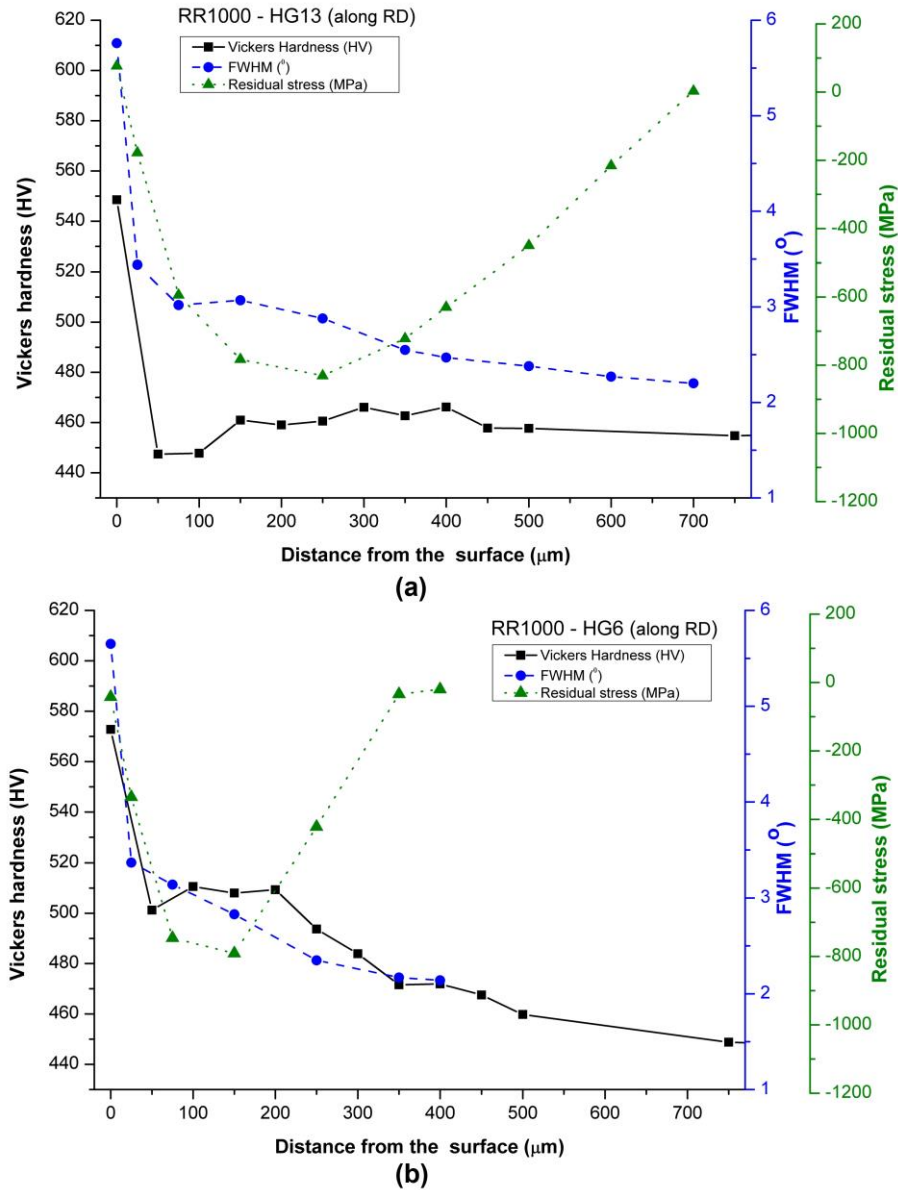 RR1000 - HG13 (along RD)
Vickers Hardness (HV)
FWHM (°)
Residual stress (MPa)
620
600
580
560
540
520
500
480
460
440
Vickers hardness (HV)
6
5
4
3
2
1
FWHM (°)
200
0
-200
-400
-600
-800
-1000
-1200
Residual stress (MPa)
0 100 200 300 400 500 600 700
Distance from the surface (μm)
(a)
RR1000 - HG6 (along RD)
Vickers Hardness (HV)
FWHM (°)
Residual stress (MPa)
620
600
580
560
540
520
500
480
460
440
Vickers hardness (HV)
6
5
4
3
2
1
FWHM (°)
200
0
-200
-400
-600
-800
-1000
-1200
Residual stress (MPa)
0 100 200 300 400 500 600 700
Distance from the surface (μm)
(b)